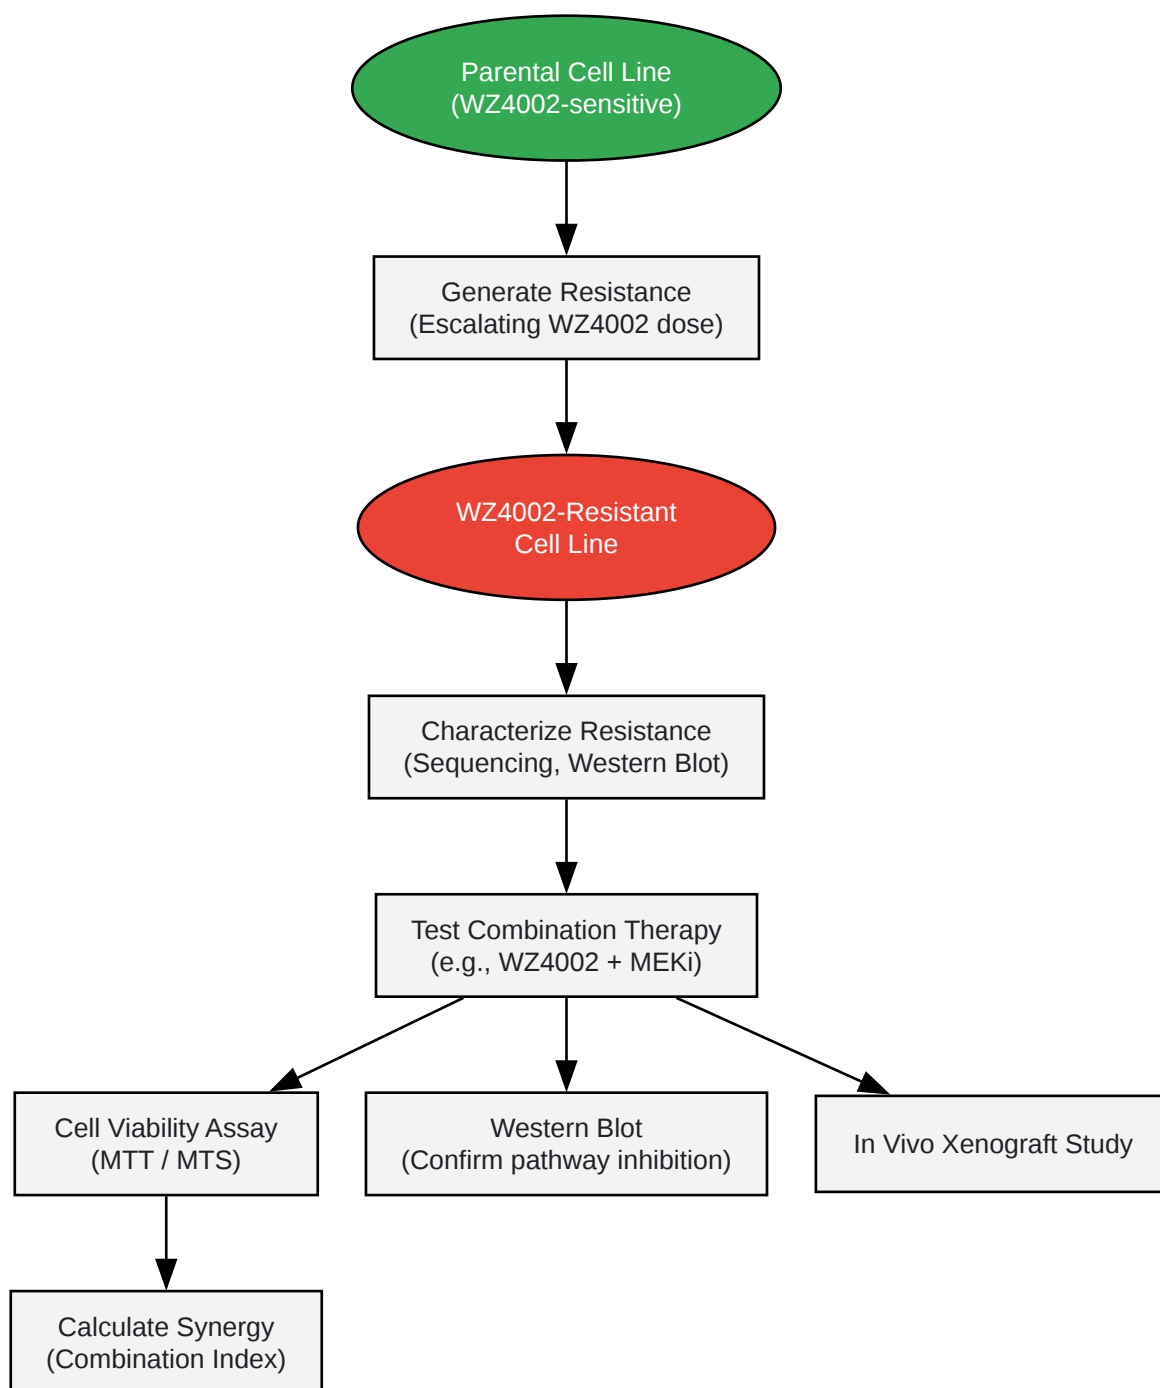 Parental Cell Line
(WZ4002-sensitive)
Generate Resistance
(Escalating WZ4002 dose)
WZ4002-Resistant
Cell Line
Characterize Resistance
(Sequencing, Western Blot)
Test Combination Therapy
(e.g., WZ4002 + MEKi)
Cell Viability Assay
(MTT / MTS)
Western Blot
(Confirm pathway inhibition)
In Vivo Xenograft Study
Calculate Synergy
(Combination Index)